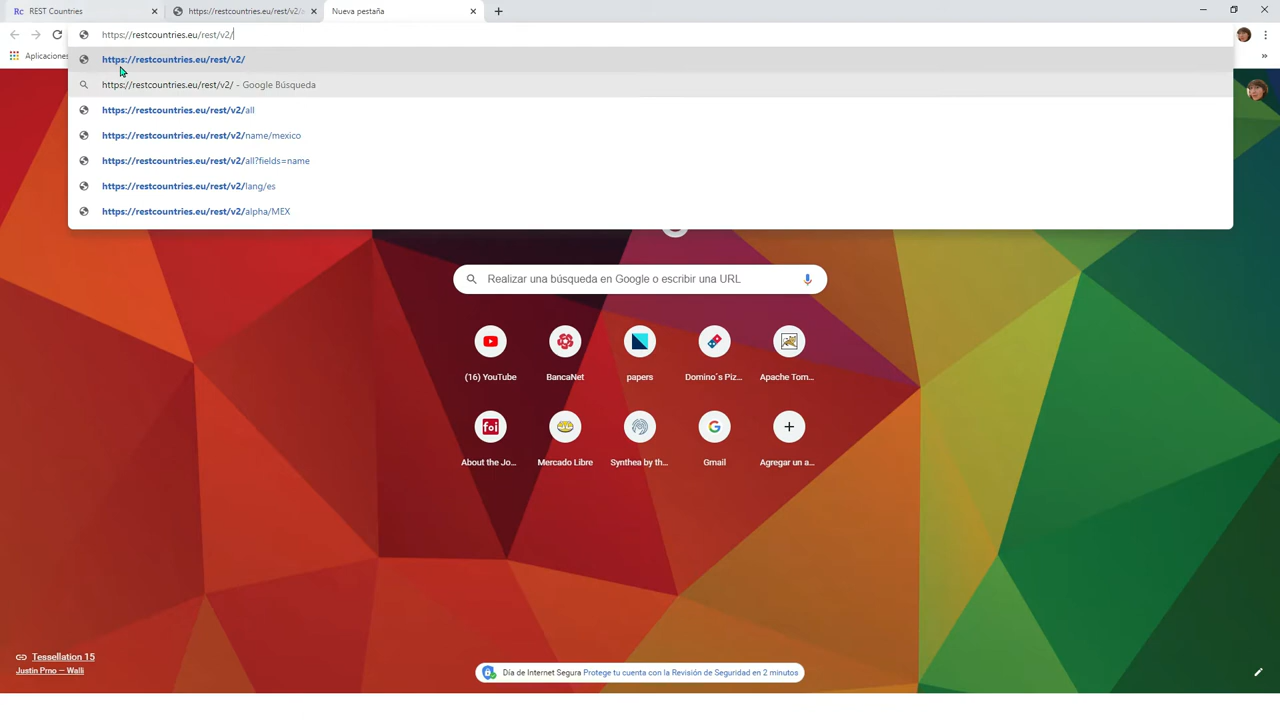 REST Countries
https://restcountries.eu/rest/v2/a
Nueva pestaña
https://restcountries.eu/rest/v2/
Aplicaciones
https://restcountries.eu/rest/v2/
https://restcountries.eu/rest/v2/ - Google Búsqueda
https://restcountries.eu/rest/v2/all
https://restcountries.eu/rest/v2/name/mexico
https://restcountries.eu/rest/v2/all?fields=name
https://restcountries.eu/rest/v2/lang/es
https://restcountries.eu/rest/v2/alpha/MEX
Realizar una búsqueda en Google o escribir una URL
(16) YouTube
BancaNet
papers
Domino´s Piz...
Apache Tom...
foi
About the Jo...
Mercado Libre
Synthea by th...
Gmail
Agregar un a...
Tessellation 15
Justin Prno — Walli
Día de Internet Segura Protege tu cuenta con la Revisión de Seguridad en 2 minutos